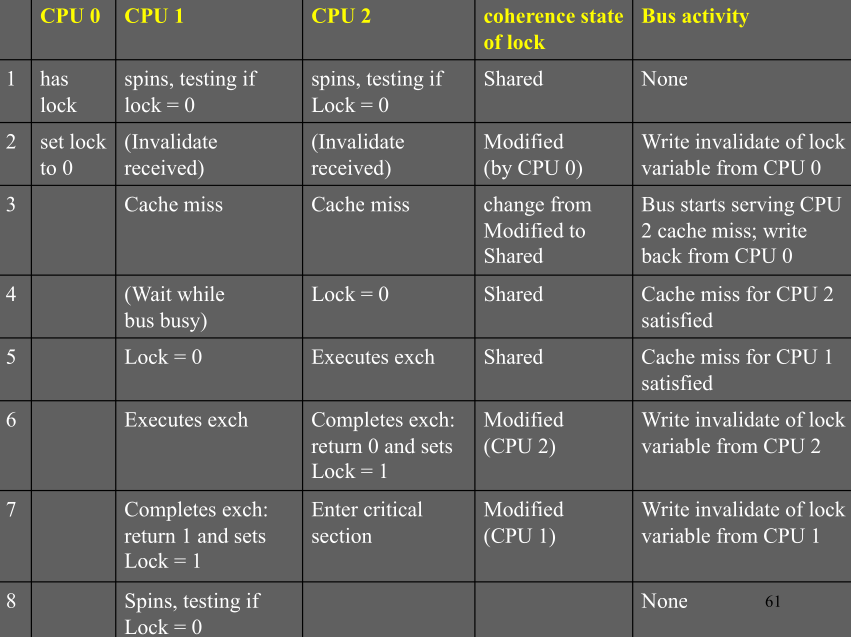 CPU 0 CPU 1 CPU 2 coherence state Bus activity
of lock
1 has spins, testing if spins, testing if Shared None
lock lock = 0 Lock = 0
2 set lock (Invalidate (Invalidate Modified Write invalidate of lock
to 0 received) received) (by CPU 0) variable from CPU 0
3 Cache miss Cache miss change from Bus starts serving CPU
Modified to 2 cache miss; write
Shared back from CPU 0
4 (Wait while Lock = 0 Shared Cache miss for CPU 2
bus busy) satisfied
5 Lock = 0 Executes exch Shared Cache miss for CPU 1
satisfied
6 Executes exch Completes exch: Modified Write invalidate of lock
return 0 and sets (CPU 2) variable from CPU 2
Lock = 1
7 Completes exch: Enter critical Modified Write invalidate of lock
return 1 and sets section (CPU 1) variable from CPU 1
Lock = 1
8 Spins, testing if None 61
Lock = 0